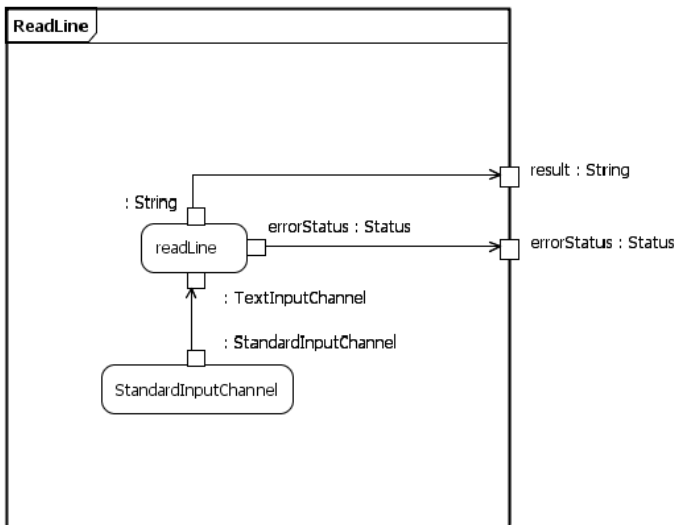 ReadLine
result : String
: String
errorStatus : Status
errorStatus : Status
readLine
: TextInputChannel
: StandardInputChannel
StandardInputChannel